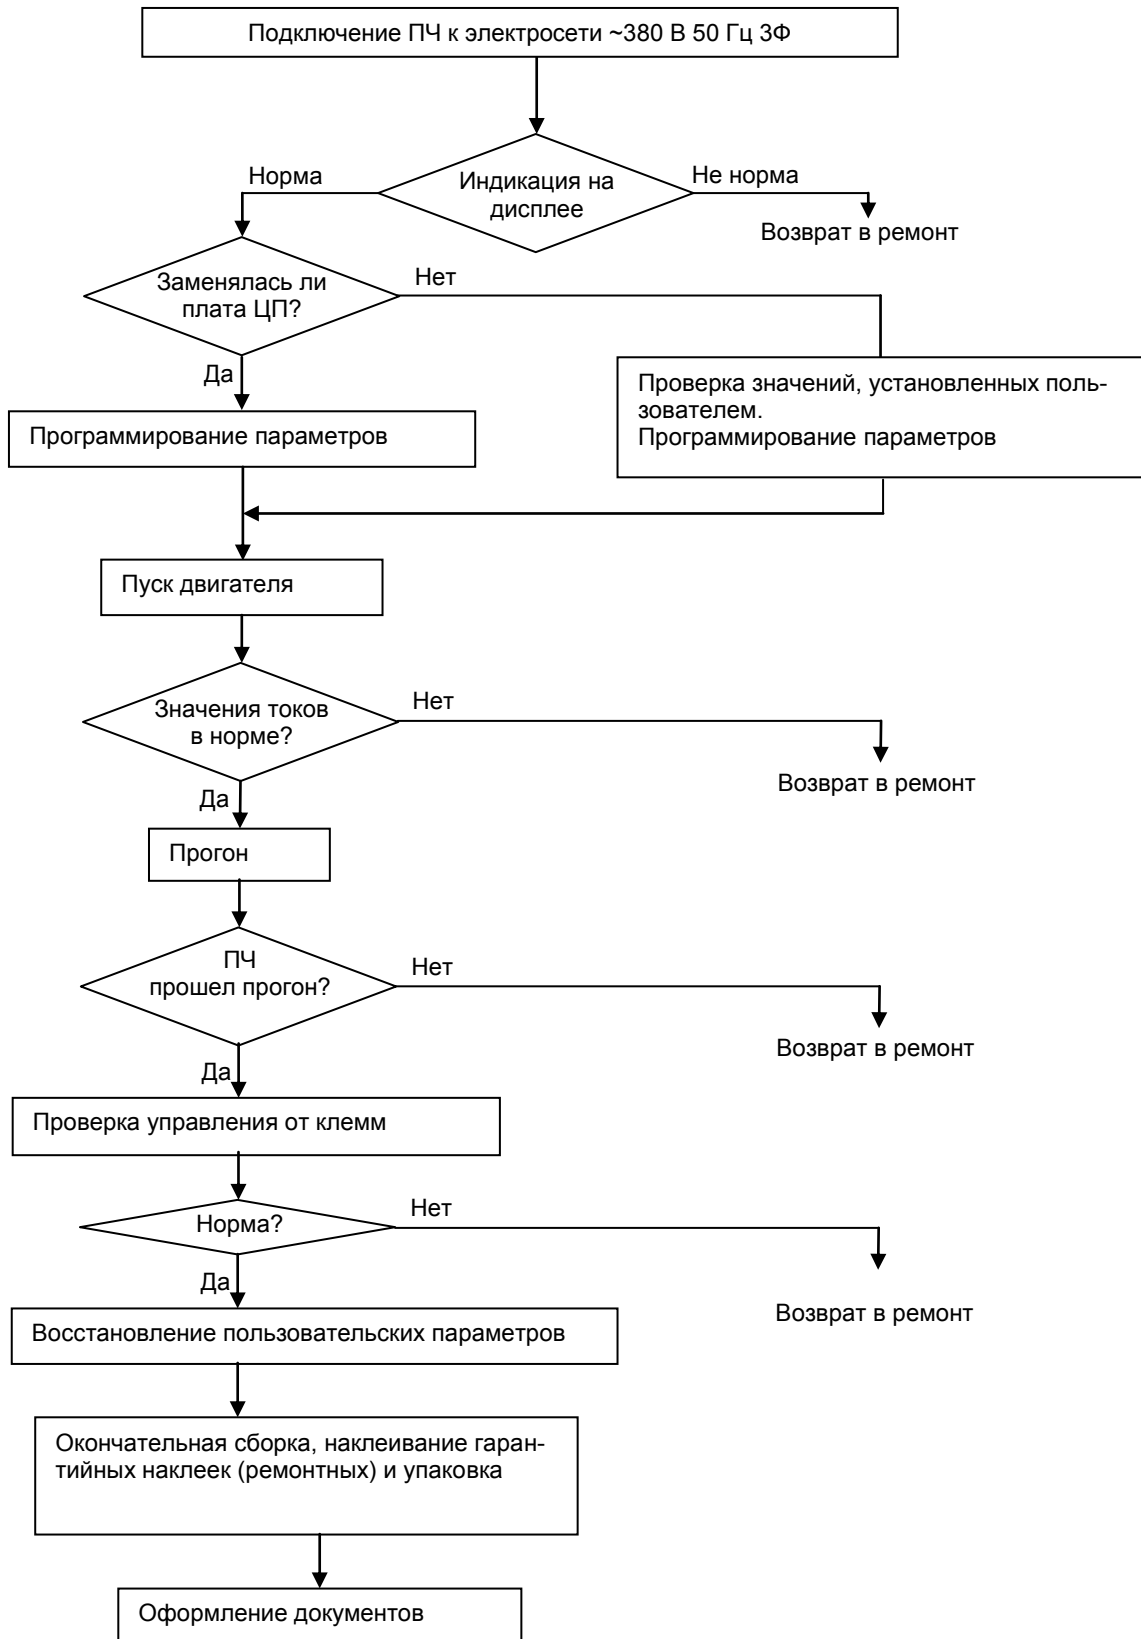 Подключение ПЧ к электросети ~380 В 50 Гц 3Ф
Норма
Индикация на
дисплее
Не норма
Возврат в ремонт
Заменялась ли
плата ЦП?
Нет
Да
Проверка значений, установленных поль-
зователем.
Программирование параметров
Программирование параметров
Пуск двигателя
Значения токов
в норме?
Нет
Возврат в ремонт
Да
Прогон
ПЧ
прошел прогон?
Нет
Возврат в ремонт
Да
Проверка управления от клемм
Норма?
Нет
Да
Возврат в ремонт
Восстановление пользовательских параметров
Окончательная сборка, наклеивание гаран-
тийных наклеек (ремонтных) и упаковка
Оформление документов